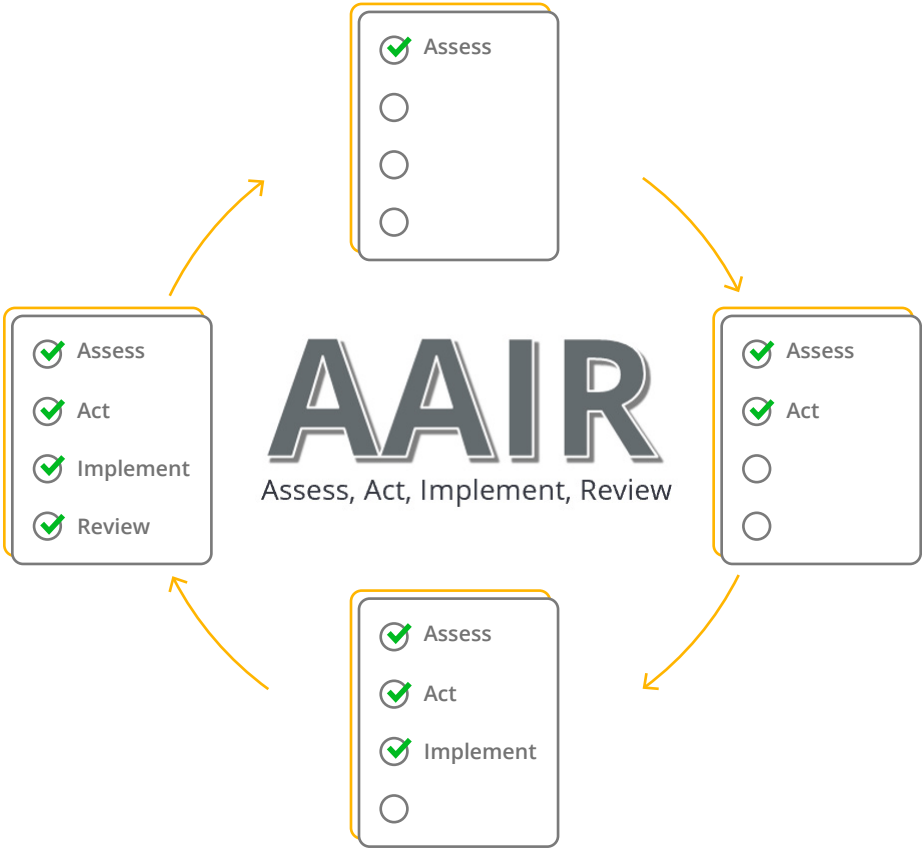 Assess
Assess
Act
Implement
Review
AAIR
Assess, Act, Implement, Review
Assess
Act
Assess
Act
Implement